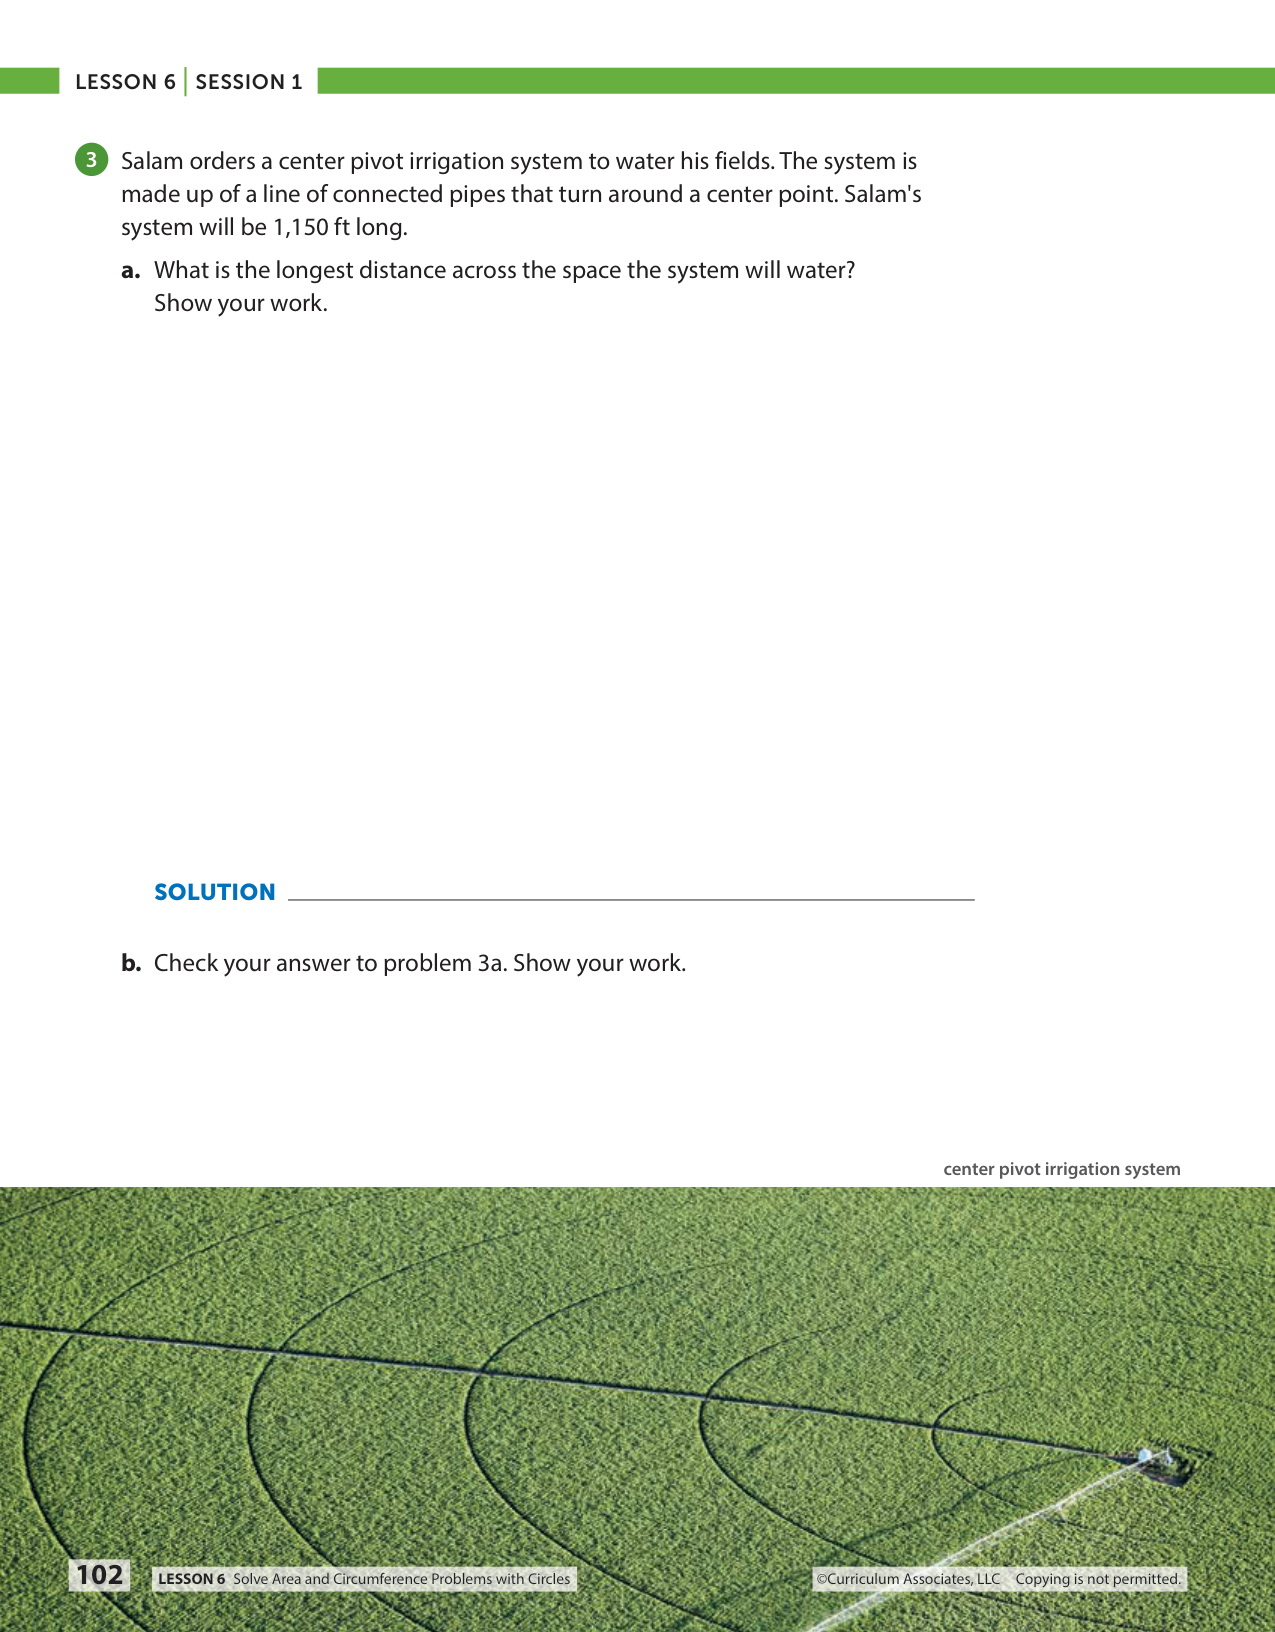 LESSON 6 | SESSION 1
3 Salam orders a center pivot irrigation system to water his fields. The system is
made up of a line of connected pipes that turn around a center point. Salam's
system will be 1,150 ft long.
a. What is the longest distance across the space the system will water?
Show your work.
SOLUTION
b. Check your answer to problem 3a. Show your work.
center pivot irrigation system
102 LESSON 6 Solve Area and Circumference Problems with Circles ©Curriculum Associates, LLC Copying is not permitted.